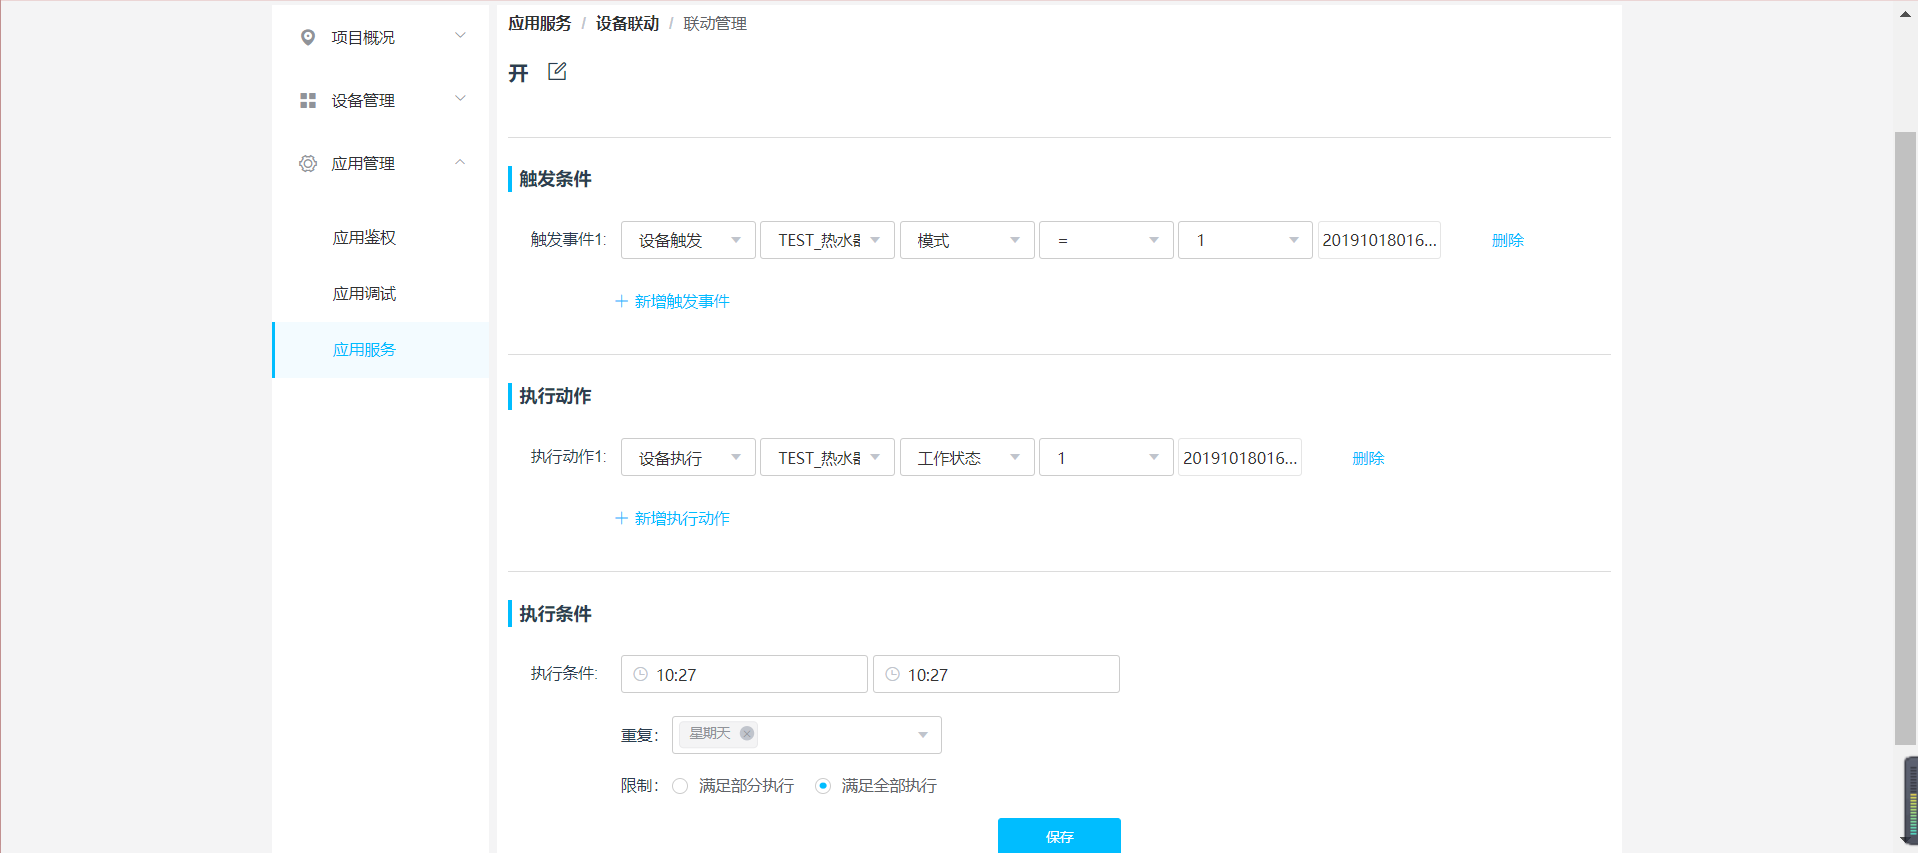 项目概况
设备管理
应用管理
应用鉴权
应用调试
应用服务
应用服务 / 设备联动 / 联动管理
开
触发条件
触发事件1: 设备触发 TEST_热水器 模式 = 1 20191018016... 删除
+ 新增触发事件
执行动作
执行动作1: 设备执行 TEST_热水器 工作状态 1 20191018016... 删除
+ 新增执行动作
执行条件
执行条件: 10:27 10:27
重复: 星期天
限制: 满足部分执行 满足全部执行
保存